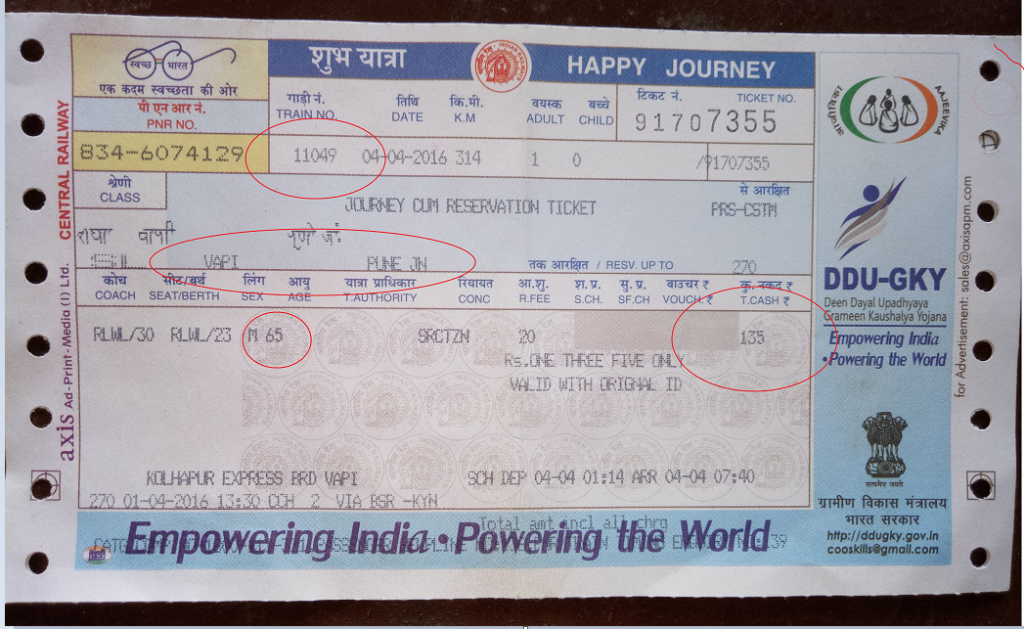 स्वच्छ भारत
एक कदम स्वच्छता की ओर
शुभ यात्रा
INDIAN RAILWAYS
HAPPY JOURNEY
पी एन आर नं.
PNR NO.
गाड़ी नं. तिथि कि.मी. वयस्क बच्चे टिकट नं. TICKET NO.
TRAIN NO. DATE K.M ADULT CHILD 91707355
834-6074129 11049 04-04-2016 314 1 0 /91707355
श्रेणी
CLASS
से आरक्षित
JOURNEY CUM RESERVATION TICKET PRS-CSTM
वापी पुणे जं.
VAPI PUNE JN तक आरक्षित / RESV. UP TO 270
कोच सीट/बर्थ लिंग आयु यात्रा प्राधिकार रियायत आ.शु. श.प्र. सु.प्र. वाउचर ₹ कु. नकद ₹
COACH SEAT/BERTH SEX AGE T.AUTHORITY CONC R.FEE S.CH. SF.CH VOUCH.₹ T.CASH ₹
RLWL/30 RLWL/23 M 65 SRCTZN 20 135
Rs.ONE THREE FIVE ONLY
VALID WITH ORIGNAL ID
KOLHAPUR EXPRESS BRD VAPI SCH DEP 04-04 01:14 ARR 04-04 07:40
270 01-04-2016 13:30 CCH 2 VIA BSR -KYN
Total amt incl all chrg
Empowering India • Powering the World
CENTRAL RAILWAY
axis Ad-Print-Media (I) Ltd.
आजीविका AAJEEVIKA
DDU-GKY
Deen Dayal Upadhyaya
Grameen Kaushalya Yojana
Empowering India
•Powering the World
सत्यमेव जयते
ग्रामीण विकास मंत्रालय
भारत सरकार
http://ddugky.gov.in
cooskills@gmail.com
for Advertisement: sales@axisapm.com